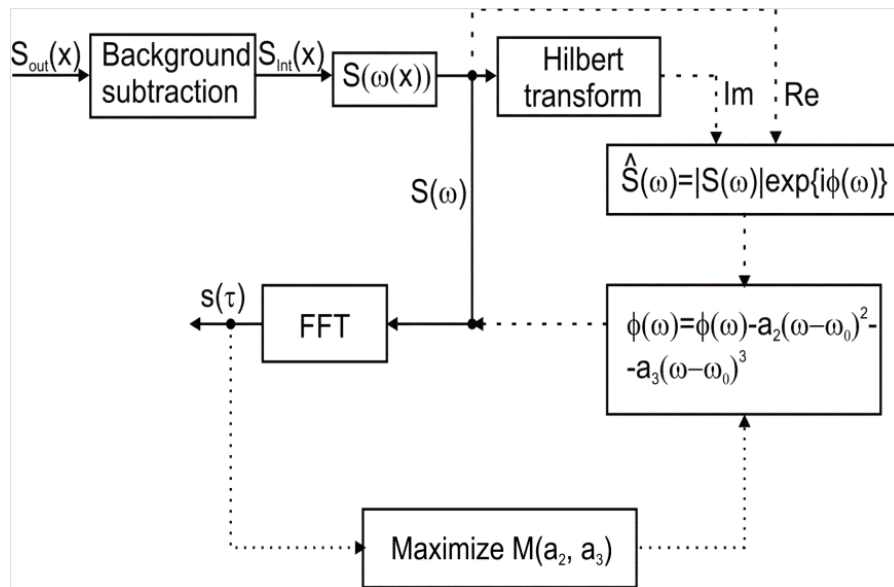 S_out(x)
Background
subtraction
S_Int(x)
S(ω(x))
Hilbert
transform
Im
Re
Ŝ(ω)=|S(ω)|exp{iϕ(ω)}
S(ω)
s(τ)
FFT
ϕ(ω)=ϕ(ω)-a₂(ω−ω₀)²-
-a₃(ω−ω₀)³
Maximize M(a₂, a₃)